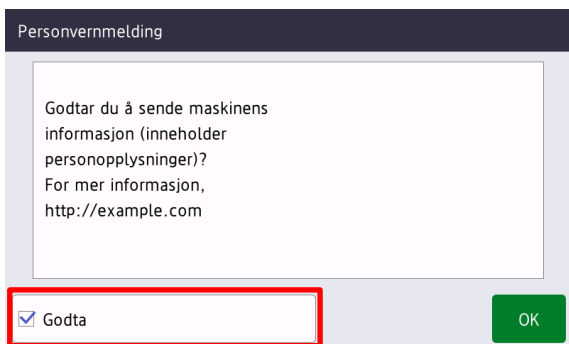 Personvernmelding
Godtar du å sende maskinens
informasjon (inneholder
personopplysninger)?
For mer informasjon,
http://example.com
Godta
OK